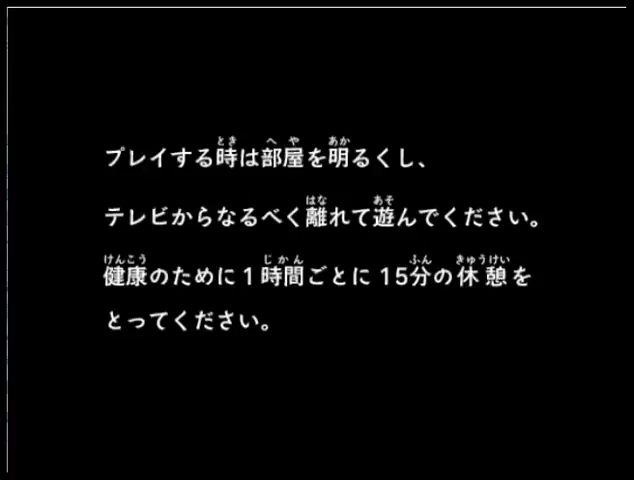 プレイする時は部屋を明るくし、
テレビからなるべく離れて遊んでください。
健康のために1時間ごとに15分の休憩を
とってください。